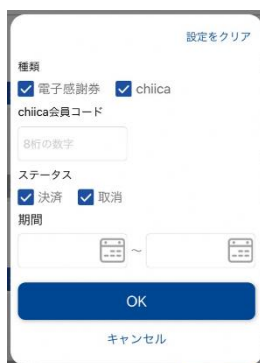 設定をクリア
種類
電子感謝券 chiica
chiica会員コード
8桁の数字
ステータス
決済 取消
期間
~
OK
キャンセル